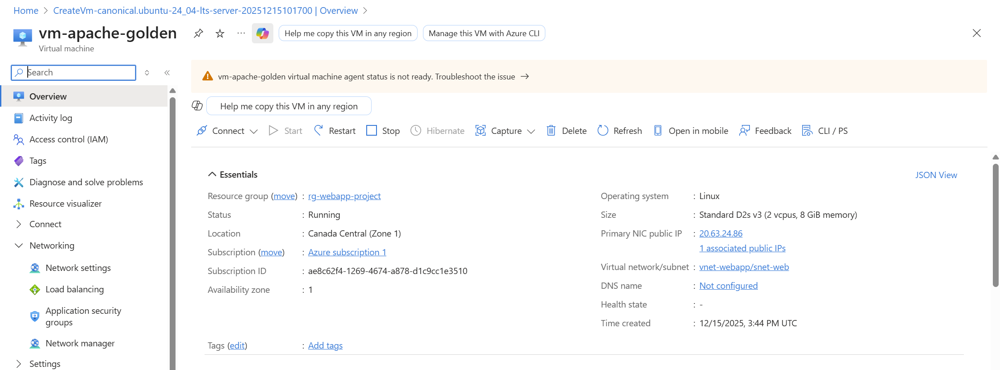 Home > CreateVm-canonical.ubuntu-24_04-lts-server-20251215101700 | Overview >
vm-apache-golden
Help me copy this VM in any region
Manage this VM with Azure CLI
Virtual machine
Search
vm-apache-golden virtual machine agent status is not ready. Troubleshoot the issue →
Help me copy this VM in any region
Connect
Start
Restart
Stop
Hibernate
Capture
Delete
Refresh
Open in mobile
Feedback
CLI / PS
Overview
Activity log
Access control (IAM)
Tags
Diagnose and solve problems
Resource visualizer
Connect
Networking
Network settings
Load balancing
Application security
groups
Network manager
Settings
Essentials
JSON View
Resource group (move) : rg-webapp-project
Status : Running
Location : Canada Central (Zone 1)
Subscription (move) : Azure subscription 1
Subscription ID : ae8c62f4-1269-4674-a878-d1c9cc1e3510
Availability zone : 1
Operating system : Linux
Size : Standard D2s v3 (2 vcpus, 8 GiB memory)
Primary NIC public IP : 20.63.24.86
1 associated public IPs
Virtual network/subnet : vnet-webapp/snet-web
DNS name : Not configured
Health state : -
Time created : 12/15/2025, 3:44 PM UTC
Tags (edit) : Add tags